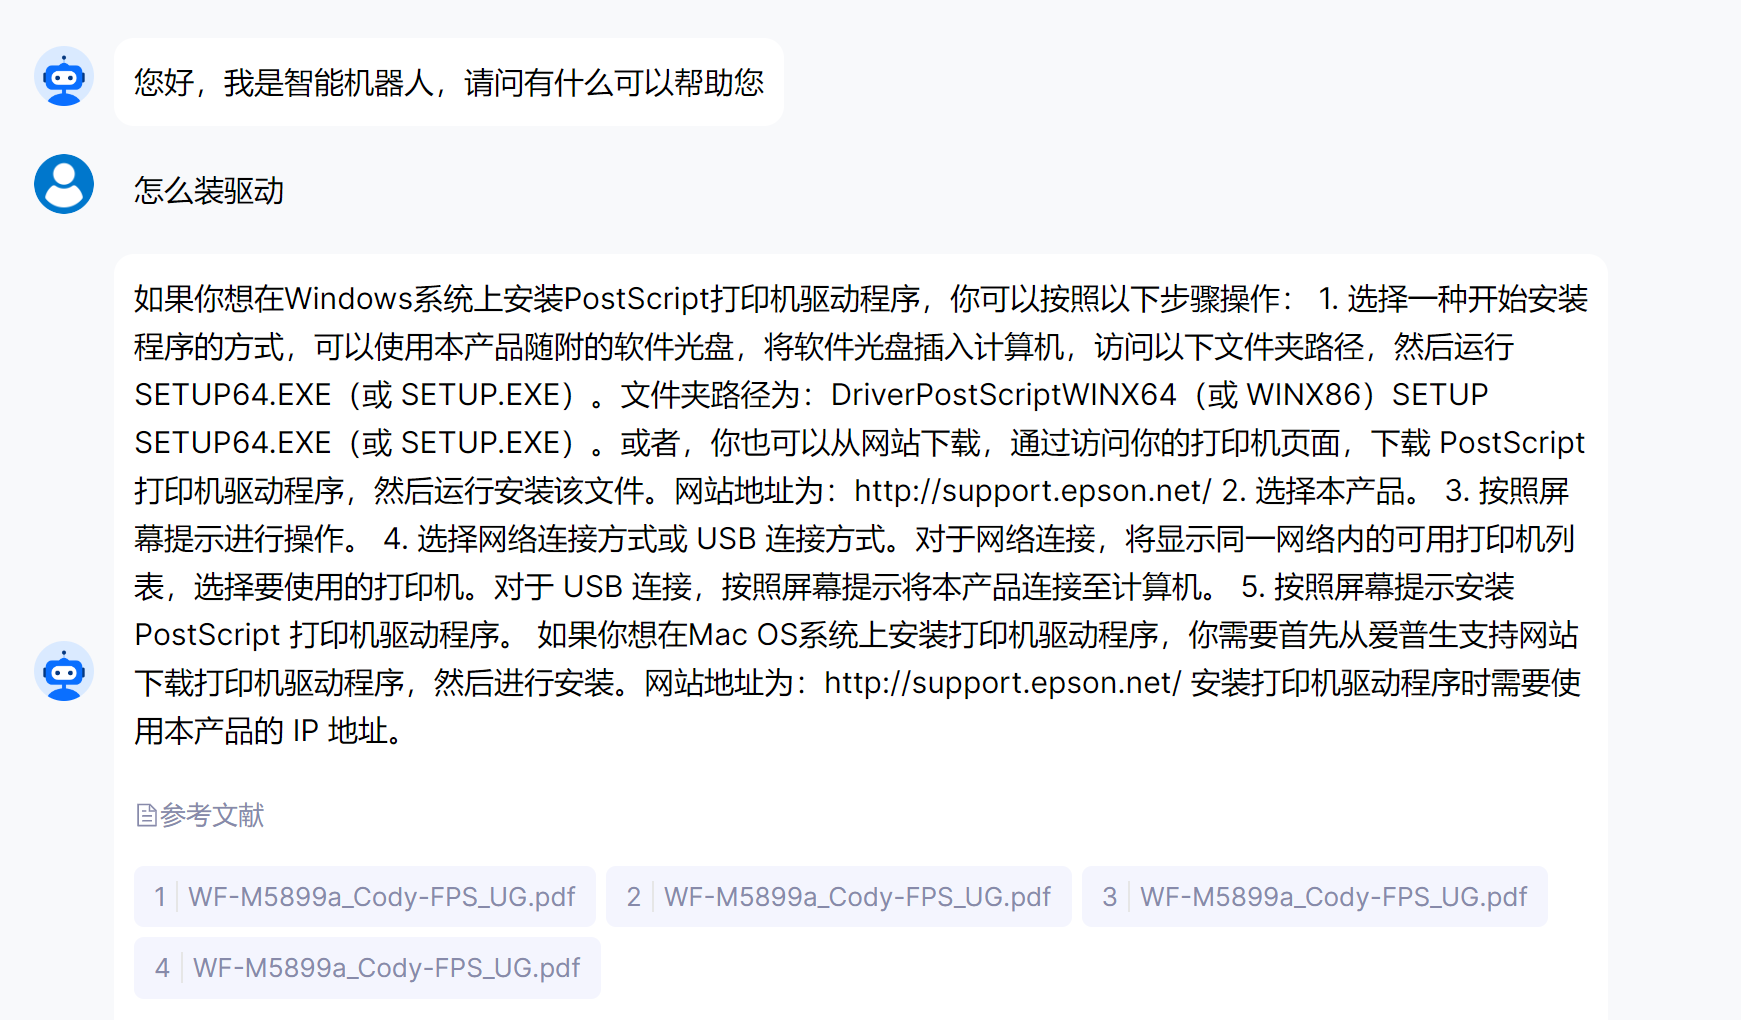 您好，我是智能机器人，请问有什么可以帮助您
怎么装驱动
如果你想在Windows系统上安装PostScript打印机驱动程序，你可以按照以下步骤操作： 1. 选择一种开始安装
程序的方式，可以使用本产品随附的软件光盘，将软件光盘插入计算机，访问以下文件夹路径，然后运行
SETUP64.EXE（或 SETUP.EXE）。文件夹路径为：DriverPostScriptWINX64（或 WINX86）SETUP
SETUP64.EXE（或 SETUP.EXE）。或者，你也可以从网站下载，通过访问你的打印机页面，下载 PostScript
打印机驱动程序，然后运行安装该文件。网站地址为：http://support.epson.net/ 2. 选择本产品。 3. 按照屏
幕提示进行操作。 4. 选择网络连接方式或 USB 连接方式。对于网络连接，将显示同一网络内的可用打印机列
表，选择要使用的打印机。对于 USB 连接，按照屏幕提示将本产品连接至计算机。 5. 按照屏幕提示安装
PostScript 打印机驱动程序。 如果你想在Mac OS系统上安装打印机驱动程序，你需要首先从爱普生支持网站
下载打印机驱动程序，然后进行安装。网站地址为：http://support.epson.net/ 安装打印机驱动程序时需要使
用本产品的 IP 地址。
参考文献
1 WF-M5899a_Cody-FPS_UG.pdf 2 WF-M5899a_Cody-FPS_UG.pdf 3 WF-M5899a_Cody-FPS_UG.pdf
4 WF-M5899a_Cody-FPS_UG.pdf